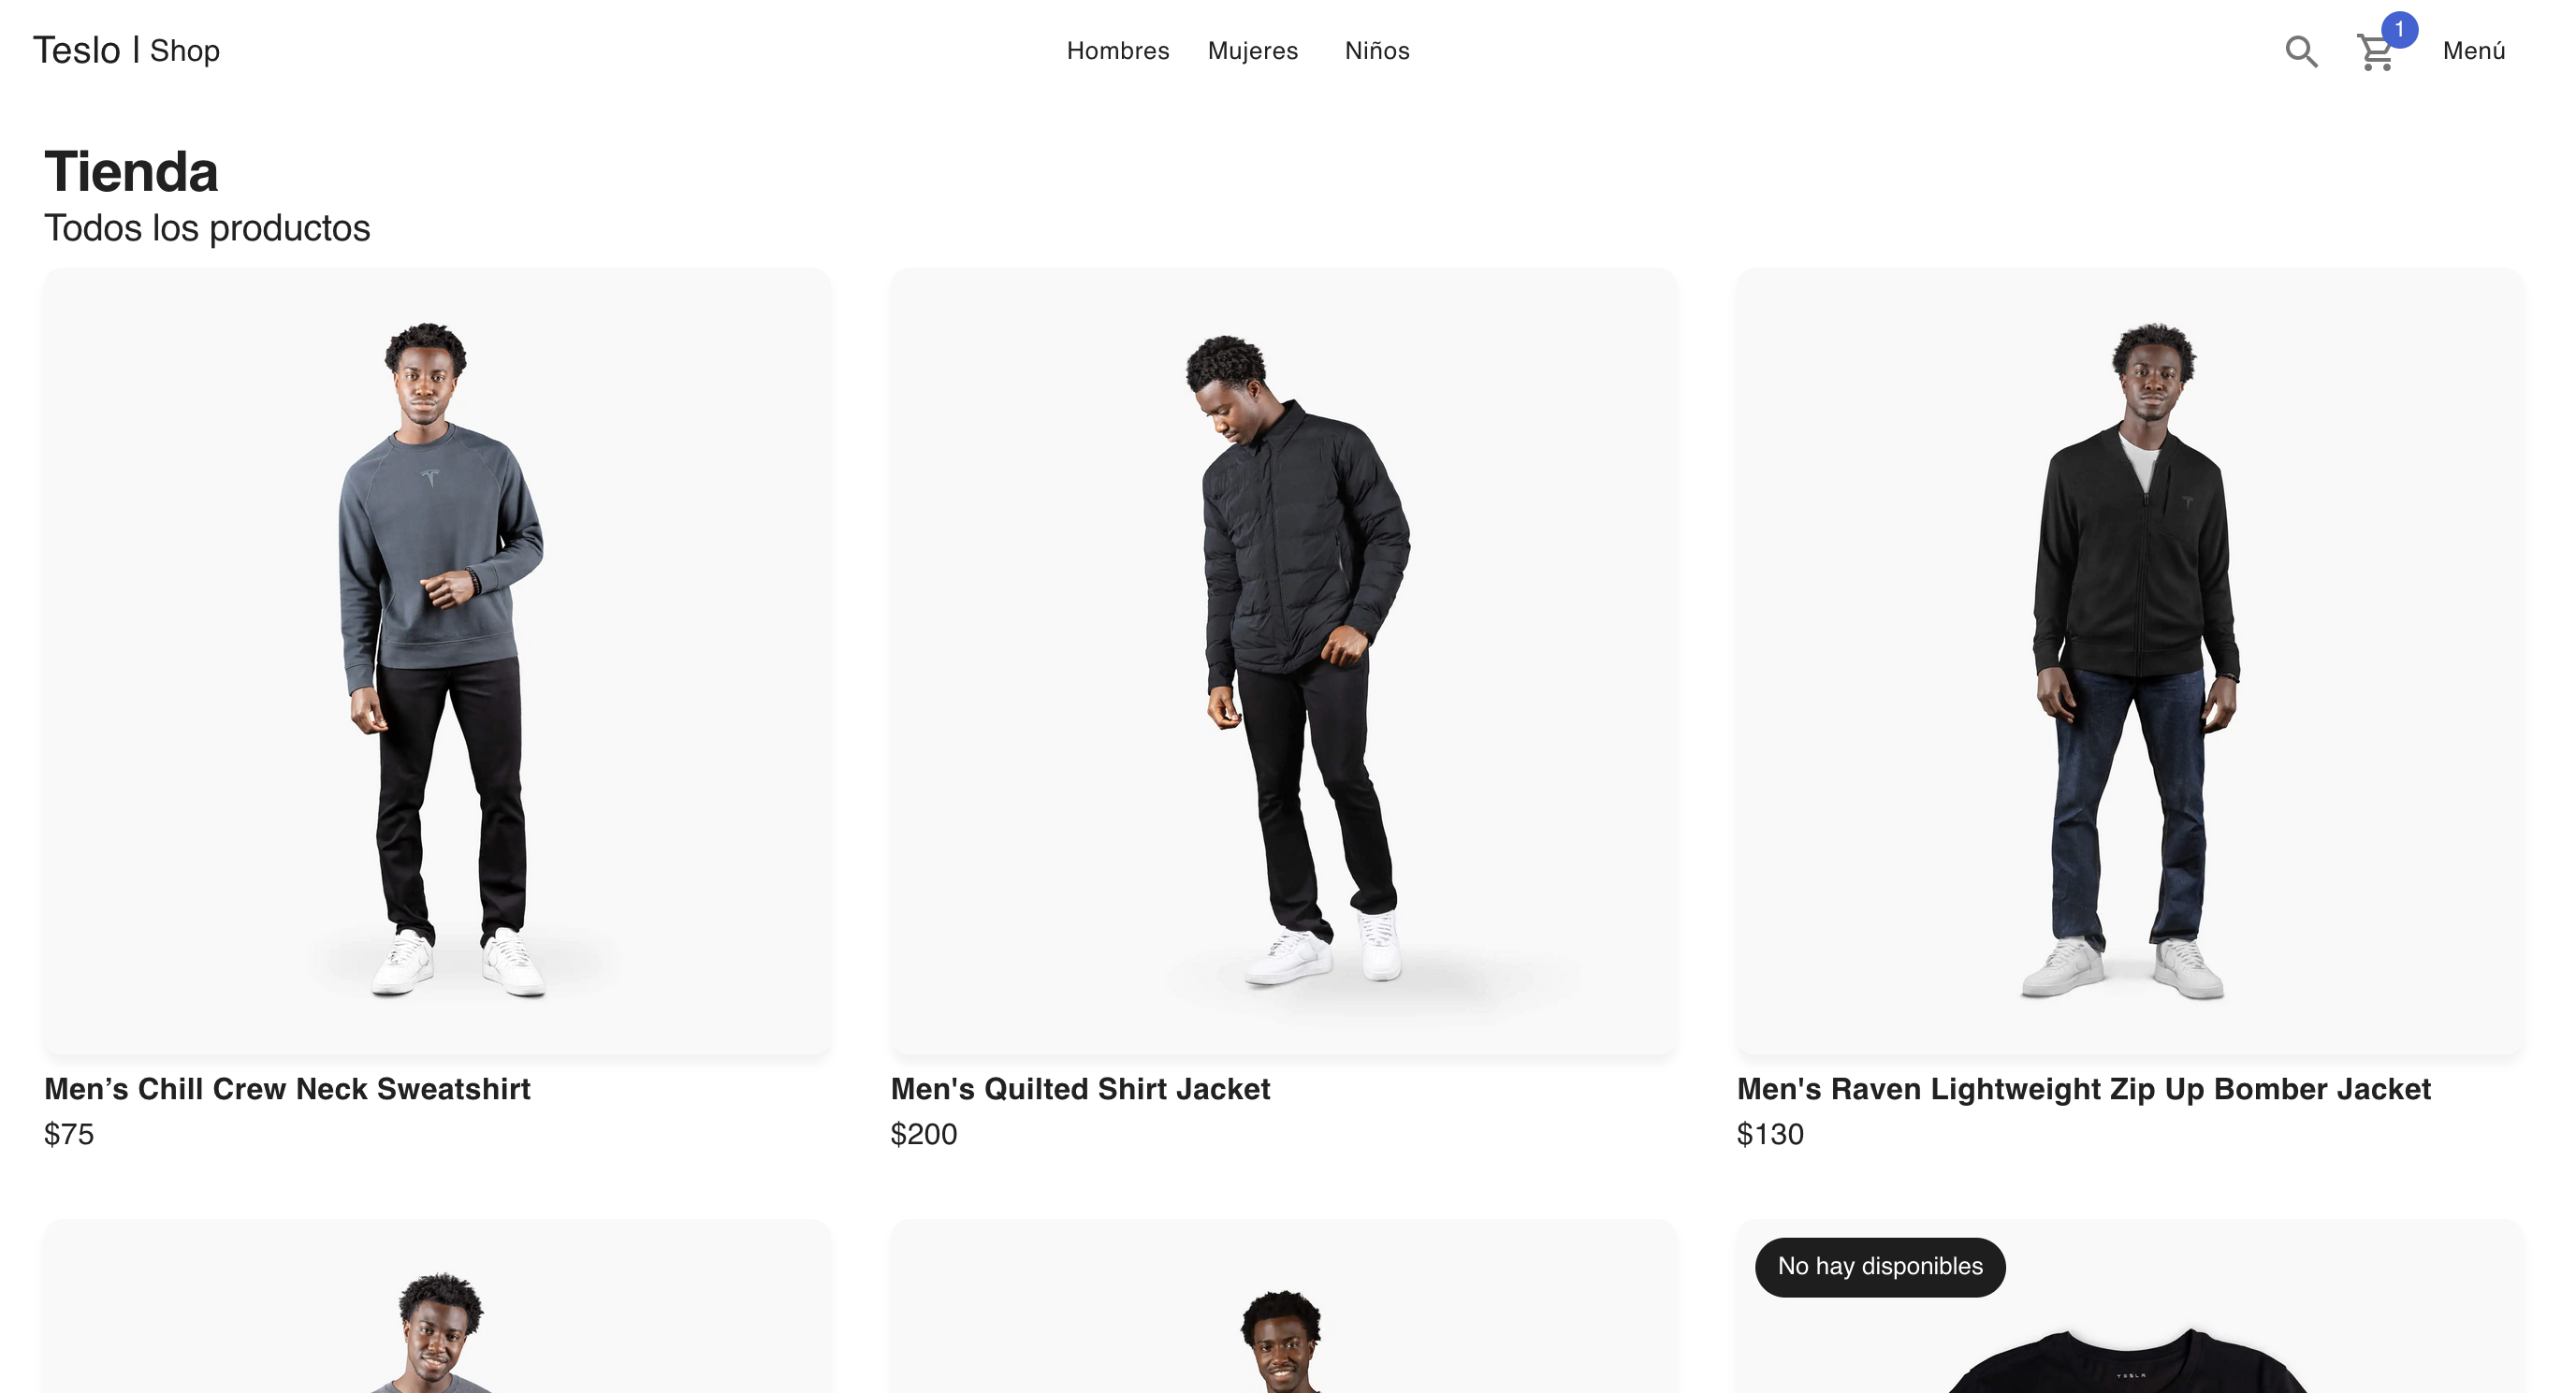 Teslo | Shop
Hombres Mujeres Niños
1
Menú
Tienda
Todos los productos
Men’s Chill Crew Neck Sweatshirt
$75
Men's Quilted Shirt Jacket
$200
Men's Raven Lightweight Zip Up Bomber Jacket
$130
No hay disponibles
TESLA